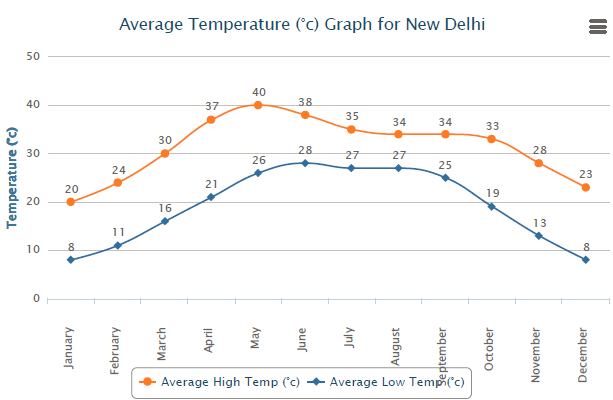 Average Temperature (°c) Graph for New Delhi
Temperature (°c)
50
40
30
20
10
0
20 24 30 37 40 38 35 34 34 33 28 23
8 11 16 21 26 28 27 27 25 19 13 8
January February March April May June July August September October November December
Average High Temp (°c) Average Low Temp (°c)